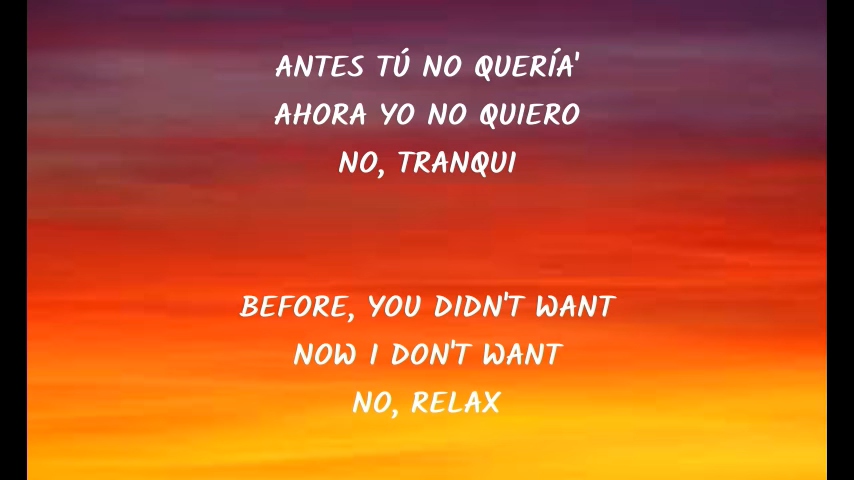 ANTES TÚ NO QUERÍA'
AHORA YO NO QUIERO
NO, TRANQUI
BEFORE, YOU DIDN'T WANT
NOW I DON'T WANT
NO, RELAX